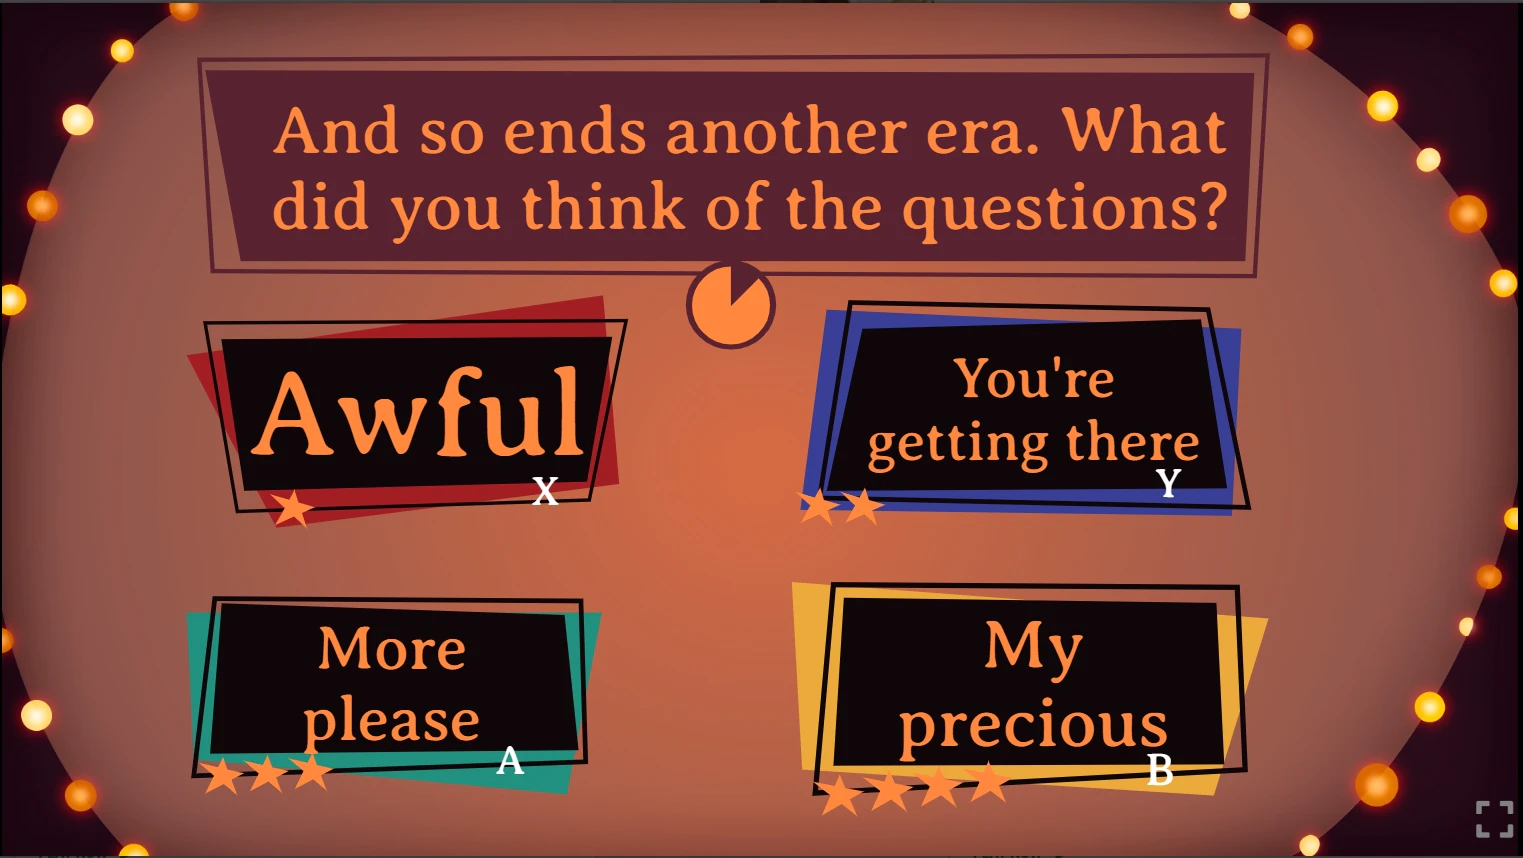 And so ends another era. What
did you think of the questions?
Awful
X
You're
getting there
Y
More
please
A
My
precious
B